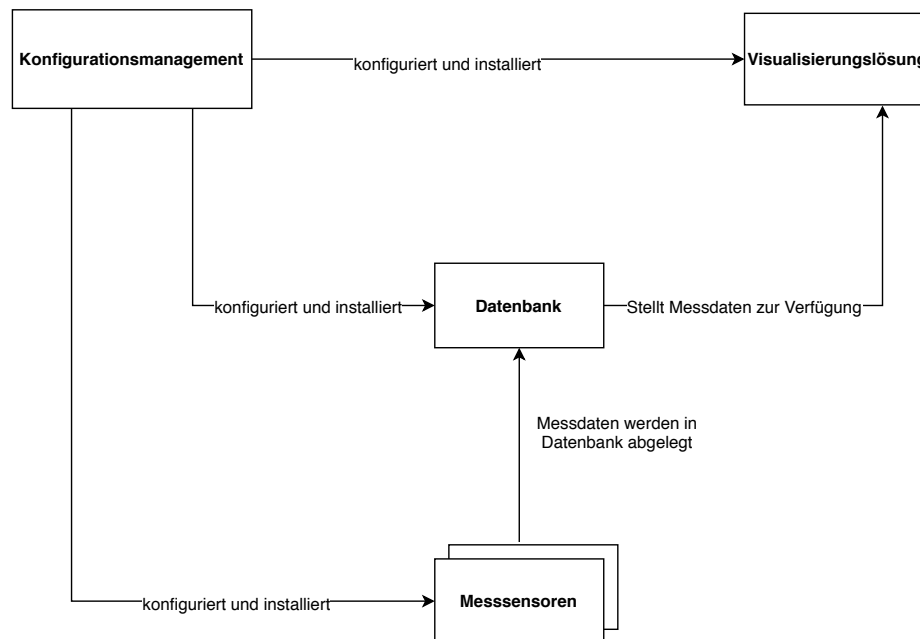 Konfigurationsmanagement
konfiguriert und installiert
Visualisierungslösung
konfiguriert und installiert
Datenbank
Stellt Messdaten zur Verfügung
Messdaten werden in
Datenbank abgelegt
konfiguriert und installiert
Messsensoren